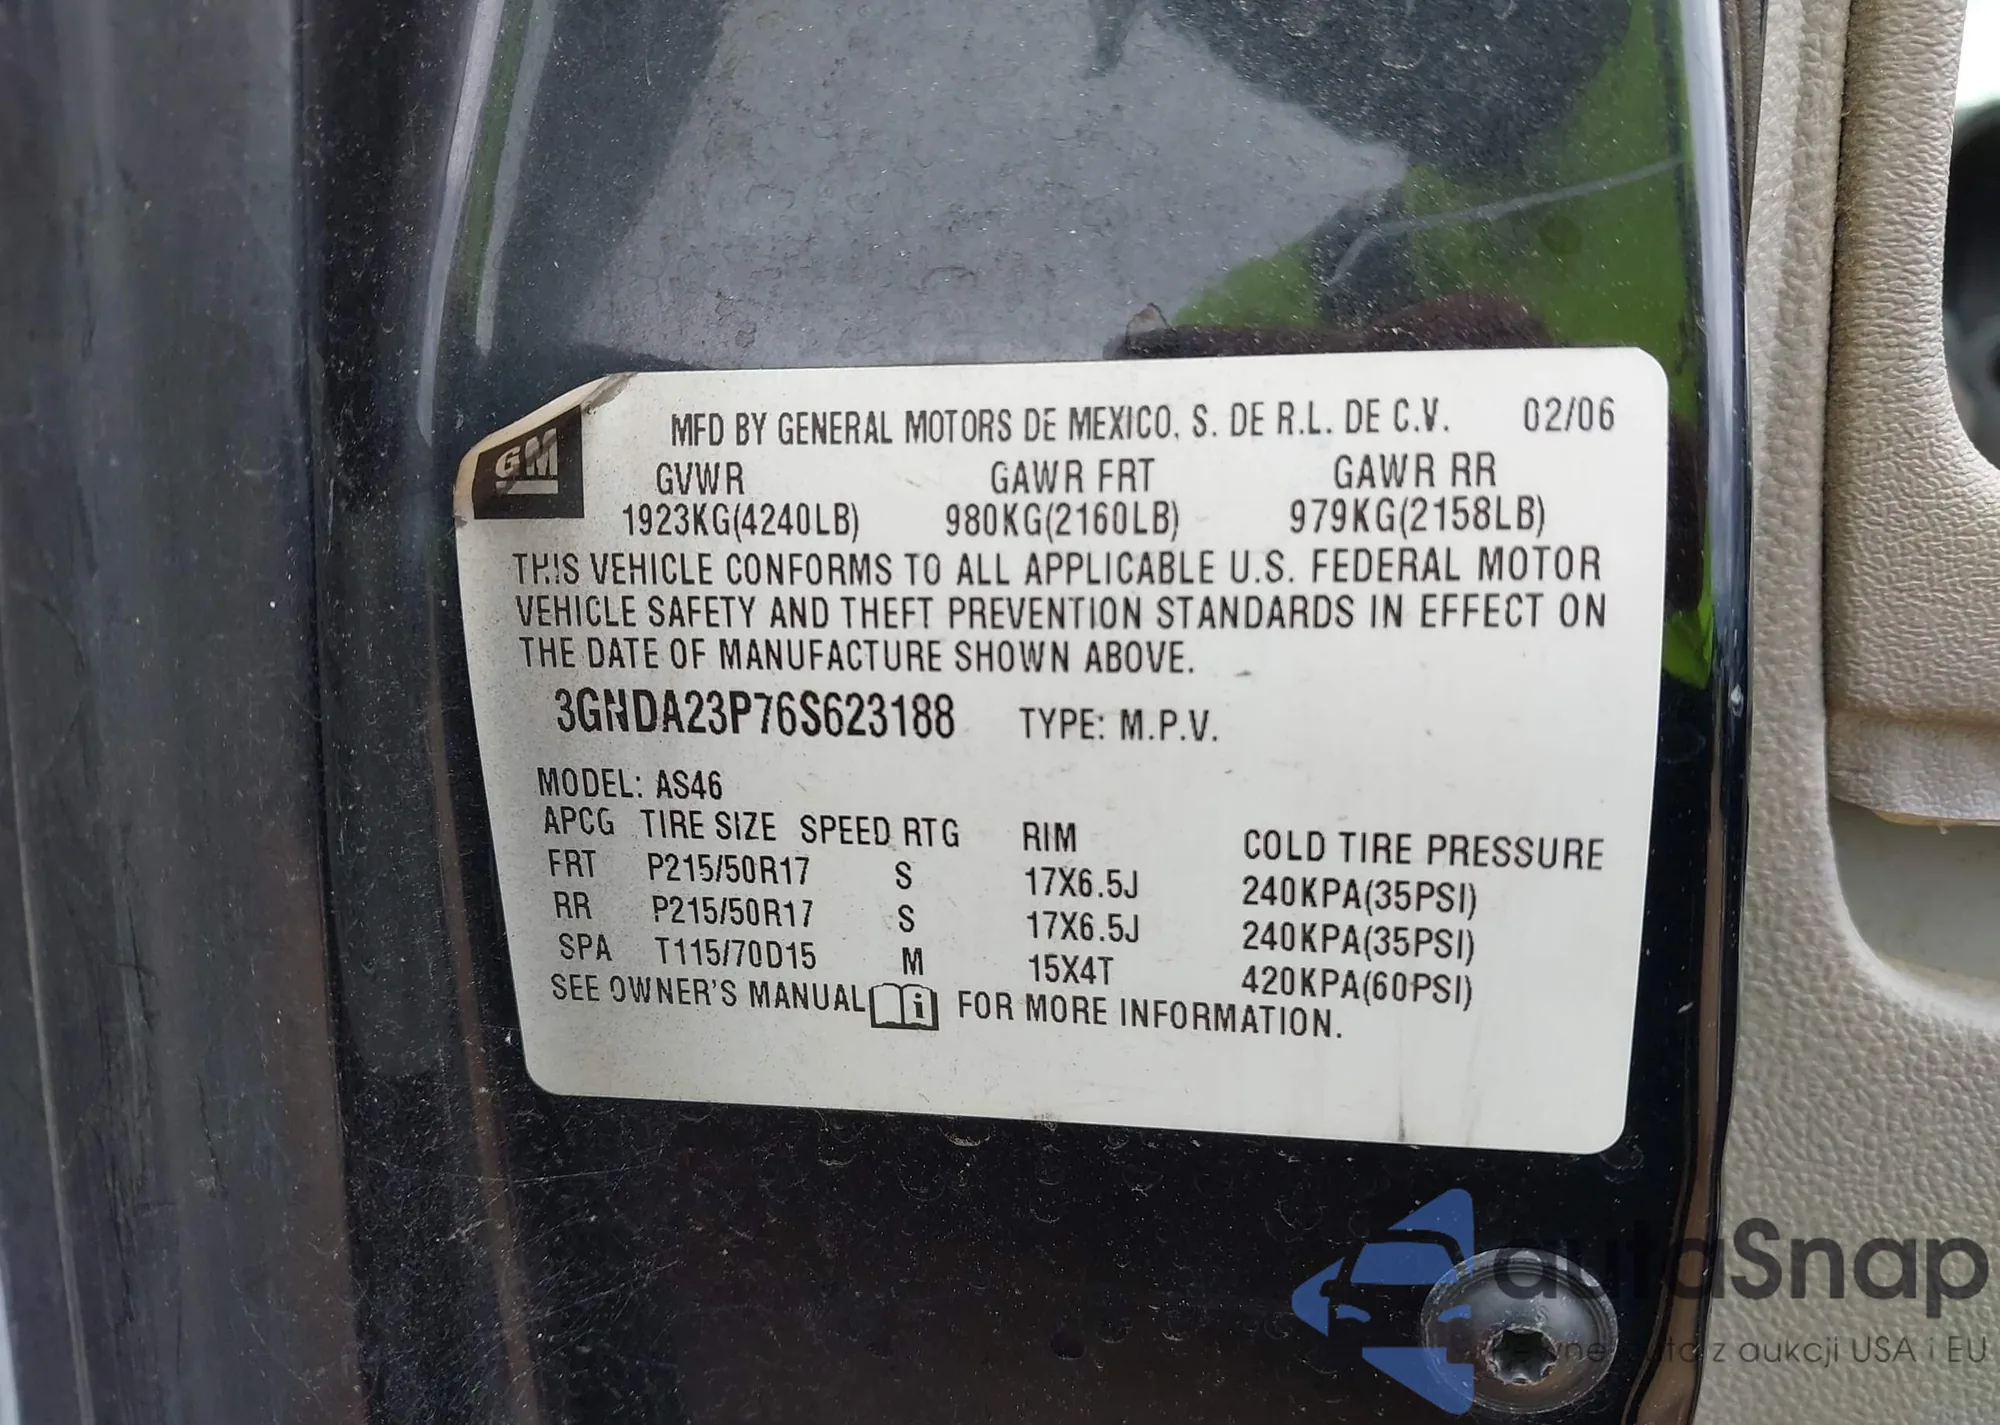 MFD BY GENERAL MOTORS DE MEXICO, S. DE R.L. DE C.V. 02/06
GM
GVWR GAWR FRT GAWR RR
1923KG(4240LB) 980KG(2160LB) 979KG(2158LB)
THIS VEHICLE CONFORMS TO ALL APPLICABLE U.S. FEDERAL MOTOR
VEHICLE SAFETY AND THEFT PREVENTION STANDARDS IN EFFECT ON
THE DATE OF MANUFACTURE SHOWN ABOVE.
3GNDA23P76S623188 TYPE: M.P.V.
MODEL: AS46
APCG TIRE SIZE SPEED RTG RIM COLD TIRE PRESSURE
FRT P215/50R17 S 17X6.5J 240KPA(35PSI)
RR P215/50R17 S 17X6.5J 240KPA(35PSI)
SPA T115/70D15 M 15X4T 420KPA(60PSI)
SEE OWNER'S MANUAL i FOR MORE INFORMATION.
autaSnap
z aukcji USA i EU